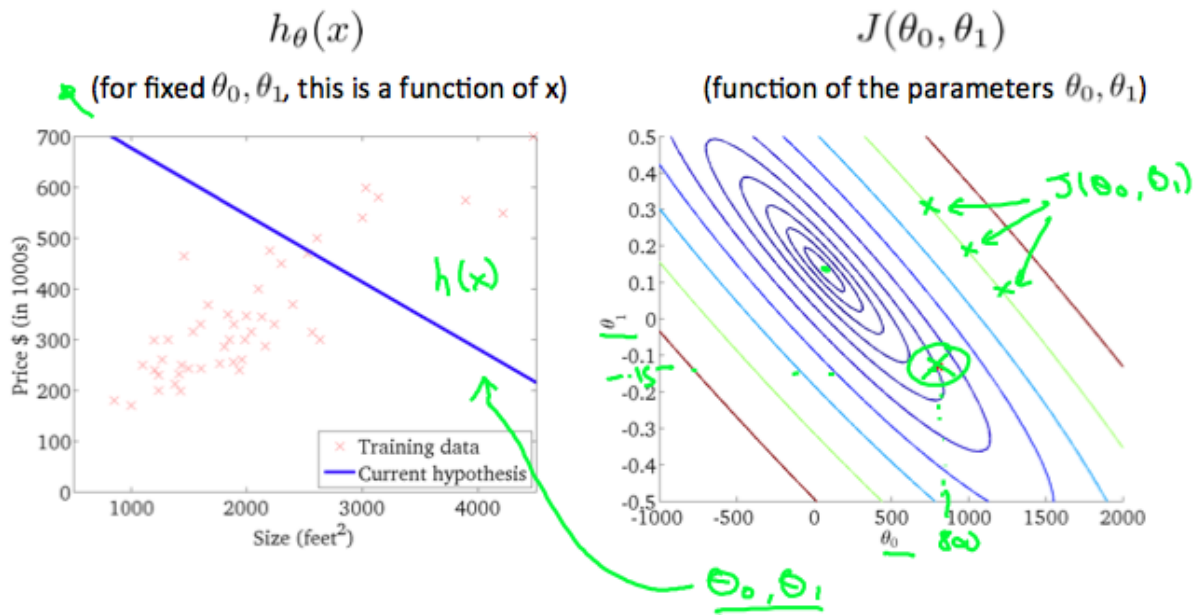 hθ(x)
(for fixed θ₀, θ₁, this is a function of x)
700
600
500
400
300
200
100
0
Price $ (in 1000s)
h(x)
Training data
Current hypothesis
1000 2000 3000 4000
Size (feet²)
θ₀, θ₁
J(θ₀, θ₁)
(function of the parameters θ₀, θ₁)
0.5
0.4
0.3
0.2
0.1
0
-0.1
-0.2
-0.3
-0.4
-0.5
θ₁
-.15
J(θ₀, θ₁)
-1000 -500 0 500 1000 1500 2000
θ₀
800